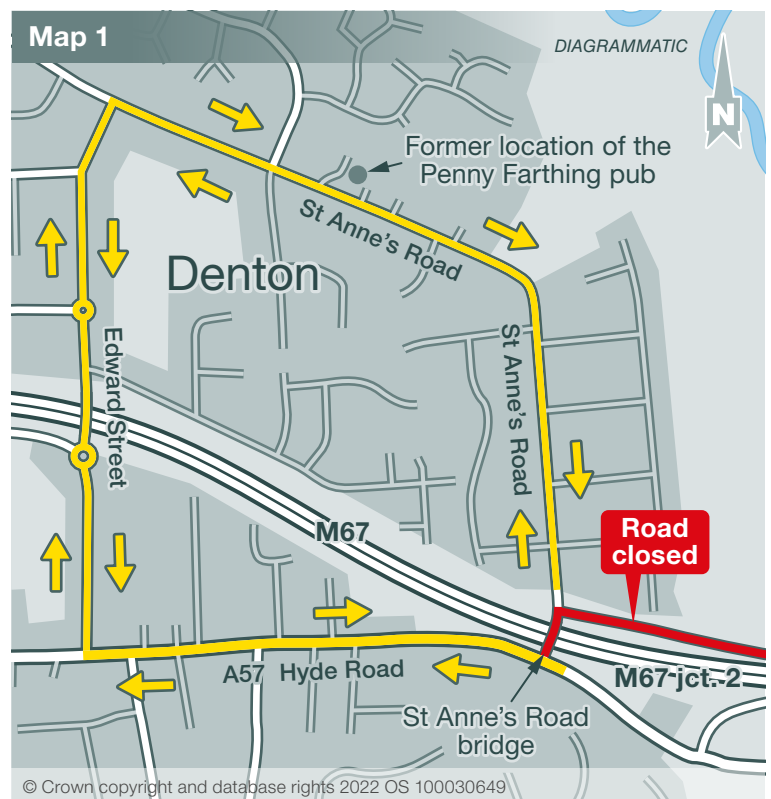 Map 1
DIAGRAMMATIC
N
Former location of the
Penny Farthing pub
St Anne's Road
Denton
St Anne's Road
Edward Street
M67
Road
closed
A57 Hyde Road
M67 jct. 2
St Anne's Road
bridge
© Crown copyright and database rights 2022 OS 100030649